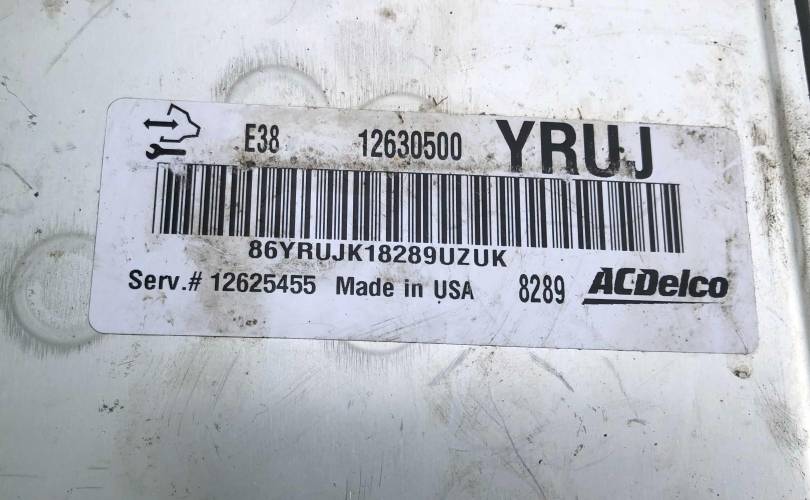 E38 12630500 YRUJ
86YRUJK18289UZUK
Serv.# 12625455 Made in USA 8289 ACDelco